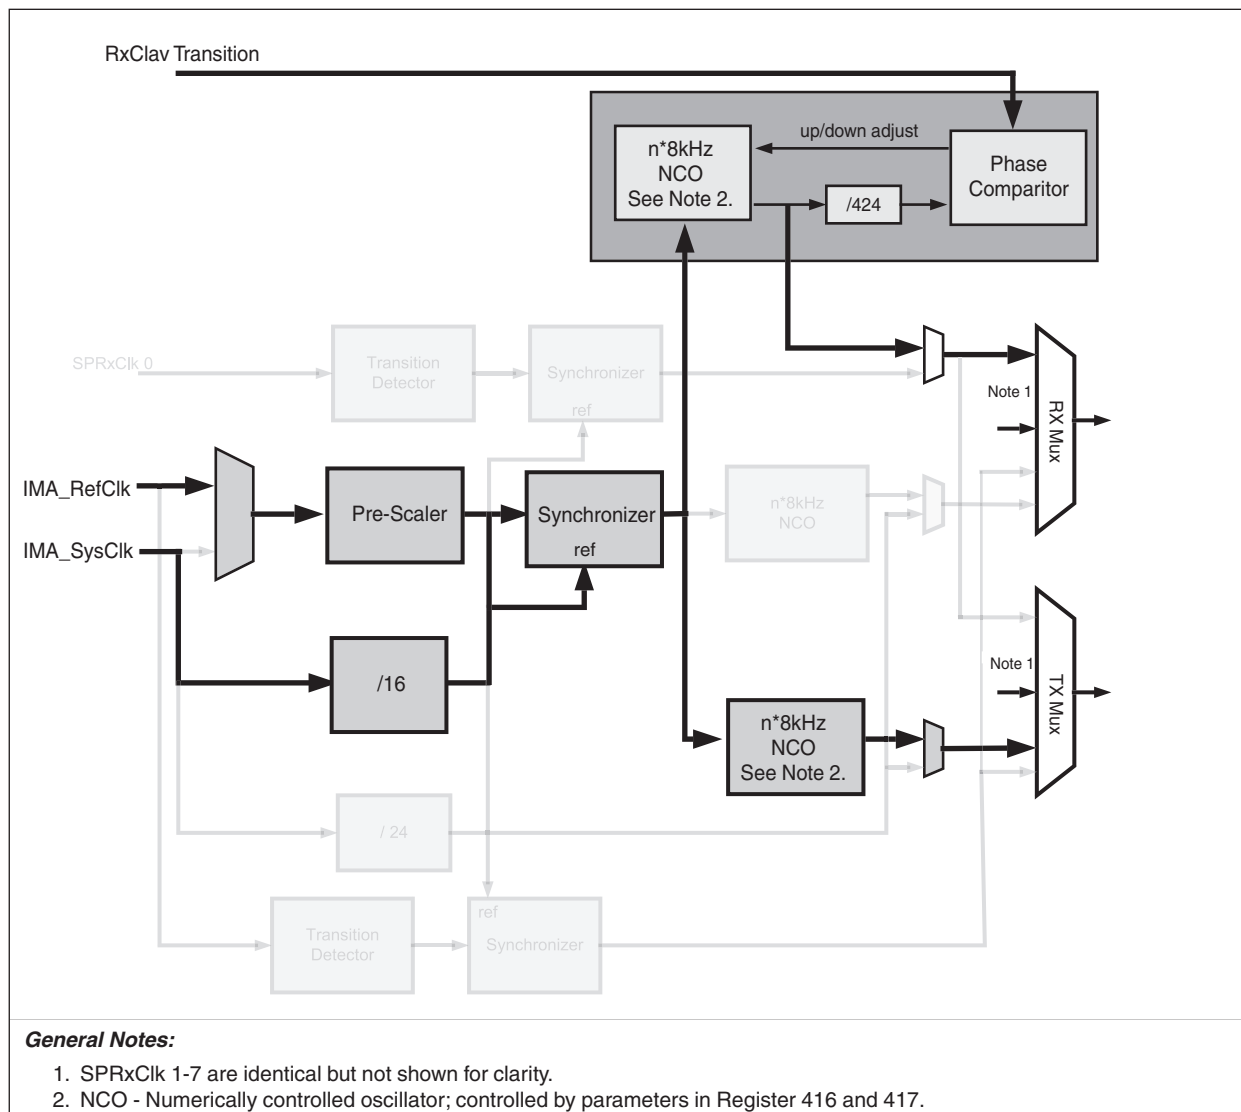 RxClav Transition
up/down adjust
n*8kHz
NCO
See Note 2.
Phase
Comparitor
/424
SPRxClk 0
Transition
Detector
Synchronizer
ref
Note 1
RX Mux
IMA_RefClk
Pre-Scaler
Synchronizer
ref
n*8kHz
NCO
IMA_SysClk
/16
Note 1
TX Mux
n*8kHz
NCO
See Note 2.
/ 24
Transition
Detector
ref
Synchronizer
General Notes:
1. SPRxClk 1-7 are identical but not shown for clarity.
2. NCO - Numerically controlled oscillator; controlled by parameters in Register 416 and 417.